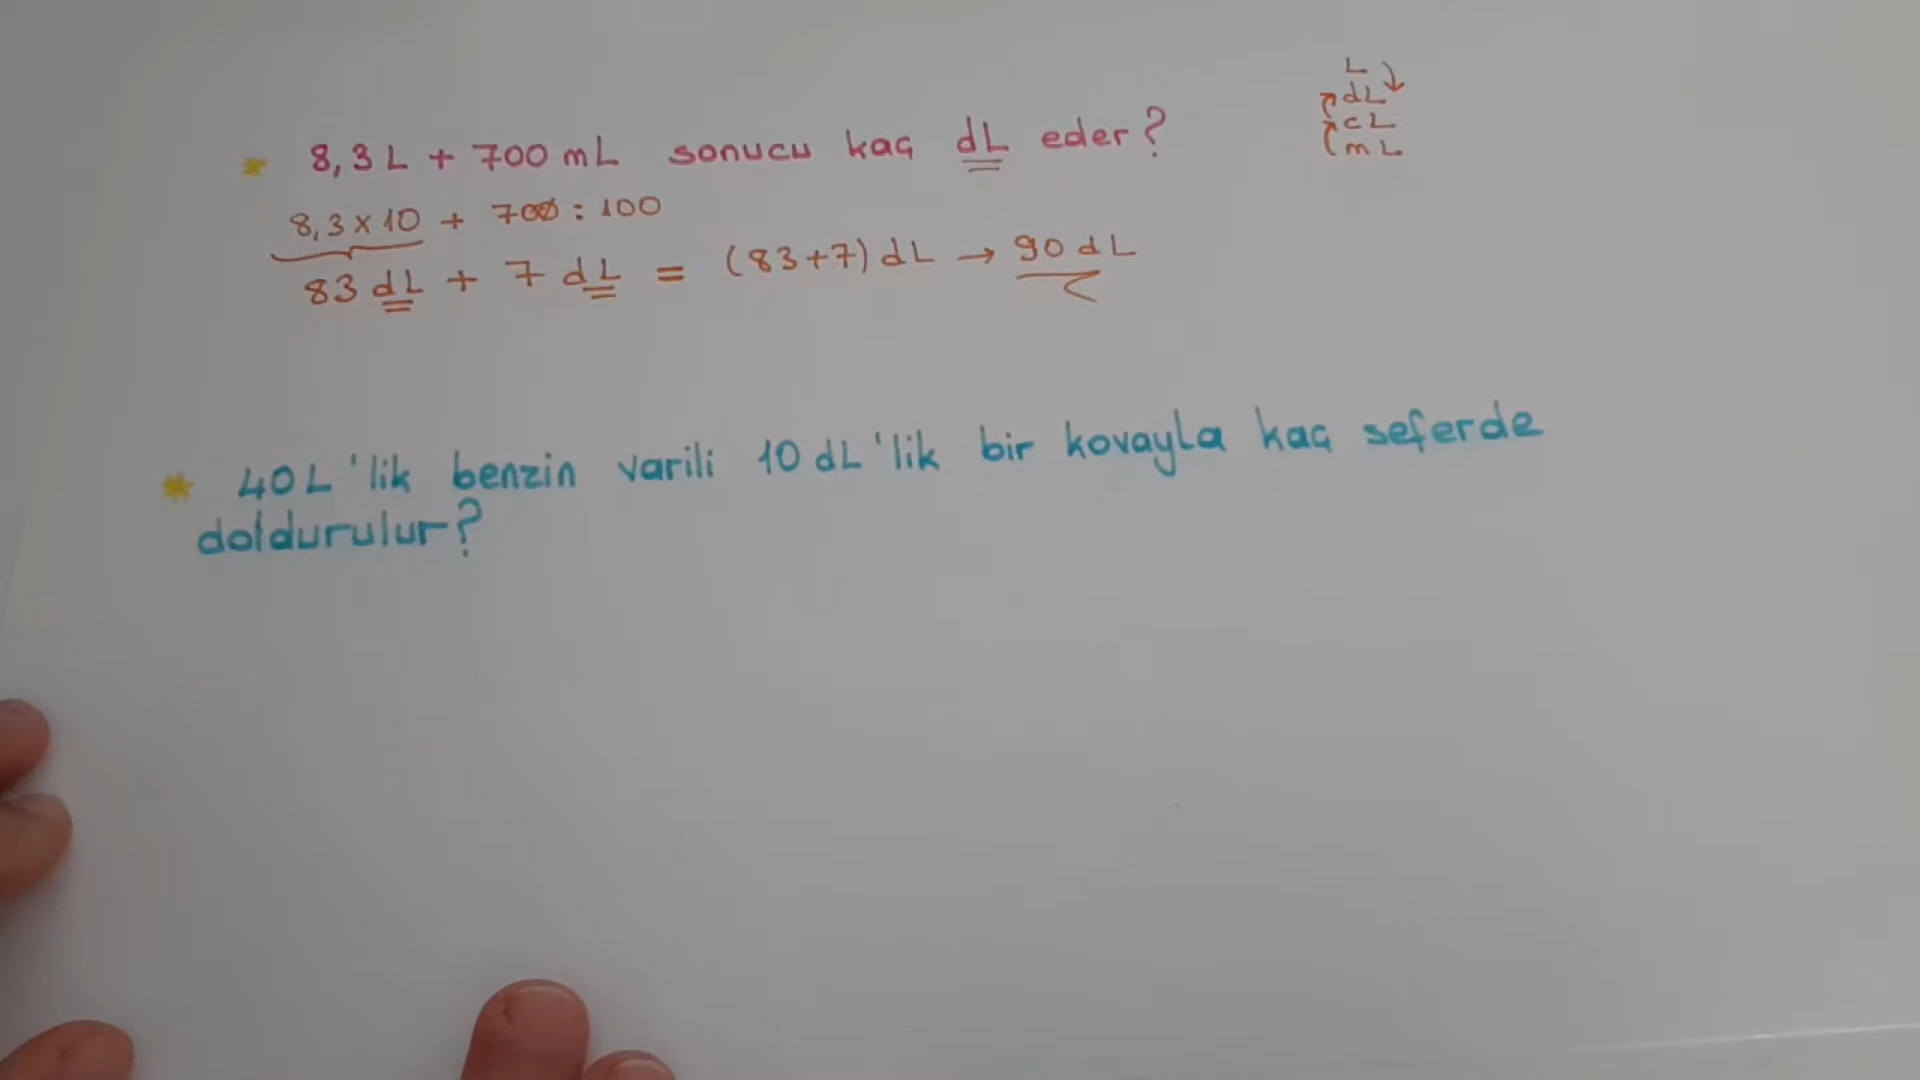 * 8,3 L + 700 mL sonucu kaç dL eder?
8,3 x 10 + 700 : 100
83 dL + 7 dL = (83+7) dL → 90 dL
L
dL
cL
mL
* 40L'lik benzin varili 10 dL'lik bir kovayla kaç seferde
doldurulur?